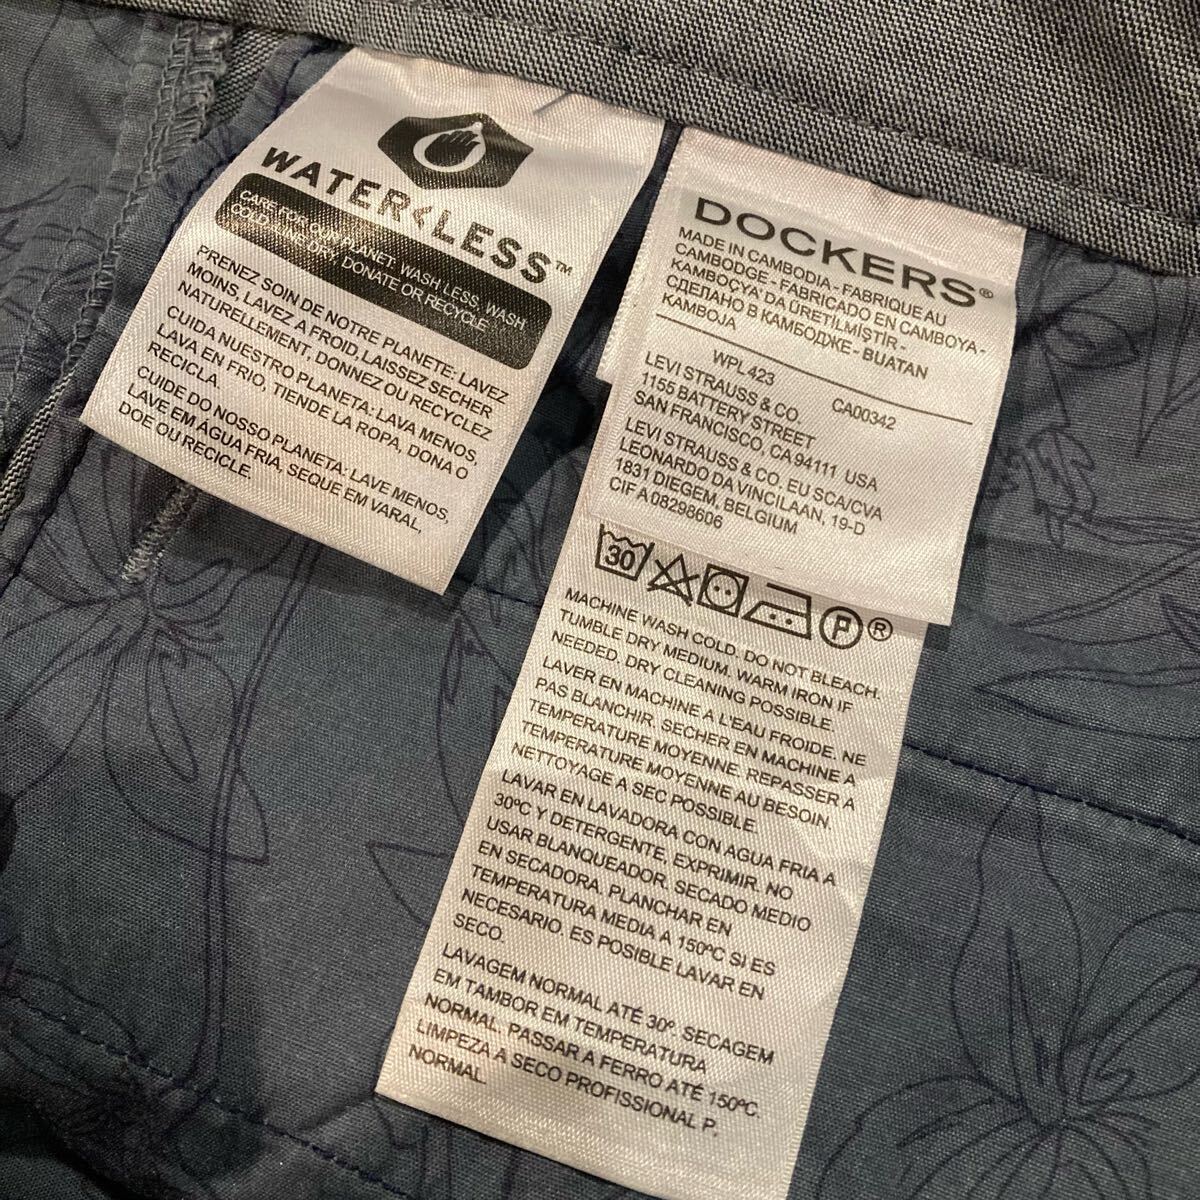 WATER<LESS™
CARE FOR OUR PLANET: WASH LESS, WASH
COLD, LINE DRY, DONATE OR RECYCLE
PRENEZ SOIN DE NOTRE PLANETE: LAVEZ
MOINS, LAVEZ A FROID, LAISSEZ SECHER
NATURELLEMENT, DONNEZ OU RECYCLEZ
CUIDA NUESTRO PLANETA: LAVA MENOS,
LAVA EN FRIO, TIENDE LA ROPA, DONA O
RECICLA.
CUIDE DO NOSSO PLANETA: LAVE MENOS,
LAVE EM ÁGUA FRIA, SEQUE EM VARAL,
DOE OU RECICLE.
DOCKERS®
MADE IN CAMBODIA - FABRIQUE AU
CAMBODGE - FABRICADO EN CAMBOYA -
KAMBOÇYA' DA ÜRETİLMİŞTİR -
СДЕЛАНО В КАМБОДЖЕ - BUATAN
KAMBOJA
WPL 423 CA00342
LEVI STRAUSS & CO.
1155 BATTERY STREET
SAN FRANCISCO, CA 94111 USA
LEVI STRAUSS & CO. EU SCA/CVA
LEONARDO DA VINCILAAN, 19-D
1831 DIEGEM, BELGIUM
CIF A 08298606
30 P ®
MACHINE WASH COLD. DO NOT BLEACH.
TUMBLE DRY MEDIUM. WARM IRON IF
NEEDED. DRY CLEANING POSSIBLE.
LAVER EN MACHINE A L'EAU FROIDE. NE
PAS BLANCHIR. SECHER EN MACHINE A
TEMPERATURE MOYENNE. REPASSER A
TEMPERATURE MOYENNE AU BESOIN.
NETTOYAGE A SEC POSSIBLE.
LAVAR EN LAVADORA CON AGUA FRIA A
30ºC Y DETERGENTE, EXPRIMIR. NO
USAR BLANQUEADOR. SECADO MEDIO
EN SECADORA. PLANCHAR EN
TEMPERATURA MEDIA A 150ºC SI ES
NECESARIO. ES POSIBLE LAVAR EN
SECO.
LAVAGEM NORMAL ATÉ 30º SECAGEM
EM TAMBOR EM TEMPERATURA
NORMAL. PASSAR A FERRO ATÉ 150ºC.
LIMPEZA A SECO PROFISSIONAL P,
NORMAL.